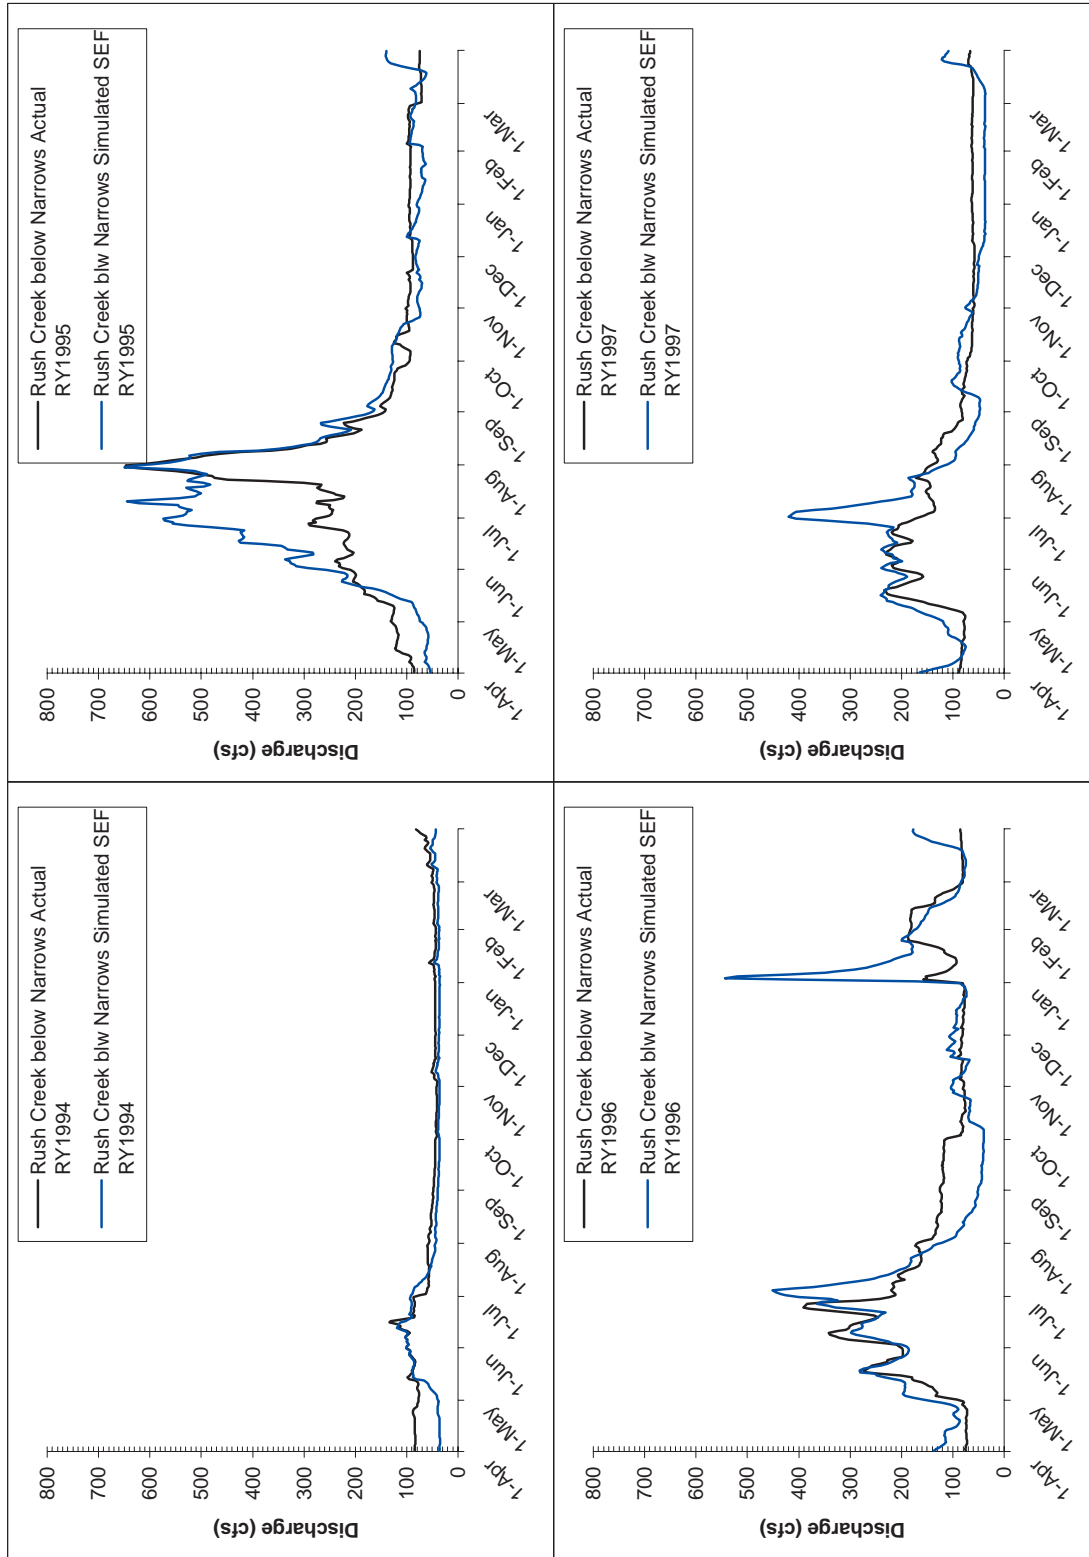 800
700
600
500
400
300
200
100
0
Discharge (cfs)
1-Apr
1-May
1-Jun
1-Jul
1-Aug
1-Sep
1-Oct
1-Nov
1-Dec
1-Jan
1-Feb
1-Mar
Rush Creek below Narrows Actual
RY1994
Rush Creek blw Narrows Simulated SEF
RY1994
800
700
600
500
400
300
200
100
0
Discharge (cfs)
1-Apr
1-May
1-Jun
1-Jul
1-Aug
1-Sep
1-Oct
1-Nov
1-Dec
1-Jan
1-Feb
1-Mar
Rush Creek below Narrows Actual
RY1995
Rush Creek blw Narrows Simulated SEF
RY1995
800
700
600
500
400
300
200
100
0
Discharge (cfs)
1-Apr
1-May
1-Jun
1-Jul
1-Aug
1-Sep
1-Oct
1-Nov
1-Dec
1-Jan
1-Feb
1-Mar
Rush Creek below Narrows Actual
RY1996
Rush Creek blw Narrows Simulated SEF
RY1996
800
700
600
500
400
300
200
100
0
Discharge (cfs)
1-Apr
1-May
1-Jun
1-Jul
1-Aug
1-Sep
1-Oct
1-Nov
1-Dec
1-Jan
1-Feb
1-Mar
Rush Creek below Narrows Actual
RY1997
Rush Creek blw Narrows Simulated SEF
RY1997